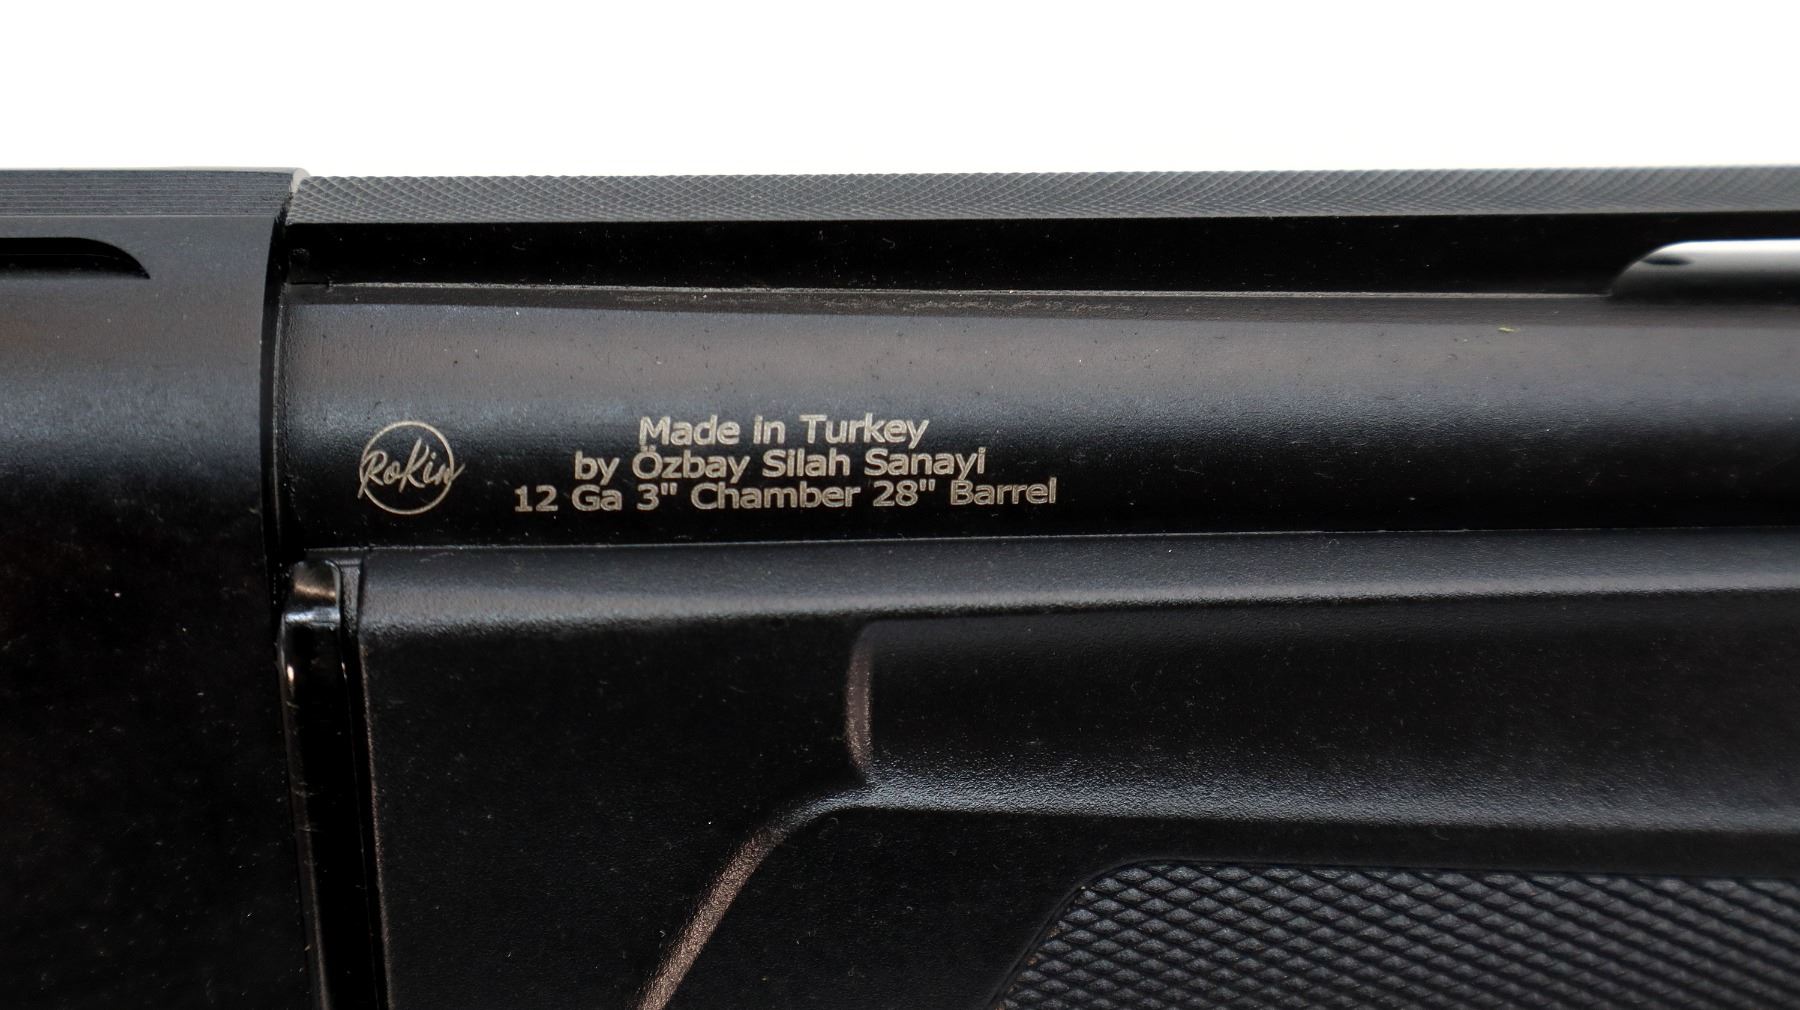 RoKin
Made in Turkey
by Özbay Silah Sanayi
12 Ga 3" Chamber 28" Barrel